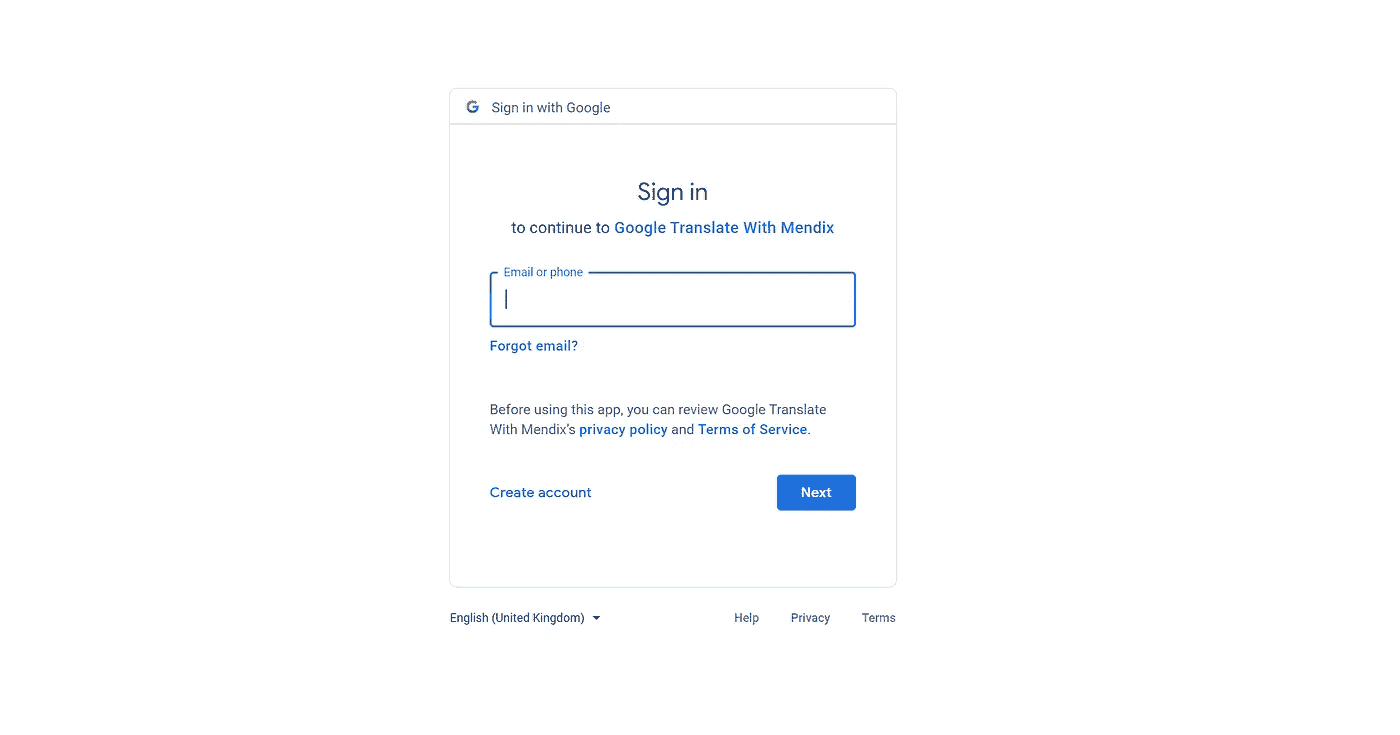 Sign in with Google
Sign in
to continue to Google Translate With Mendix
Email or phone
Forgot email?
Before using this app, you can review Google Translate
With Mendix's privacy policy and Terms of Service.
Create account
Next
English (United Kingdom)
Help
Privacy
Terms